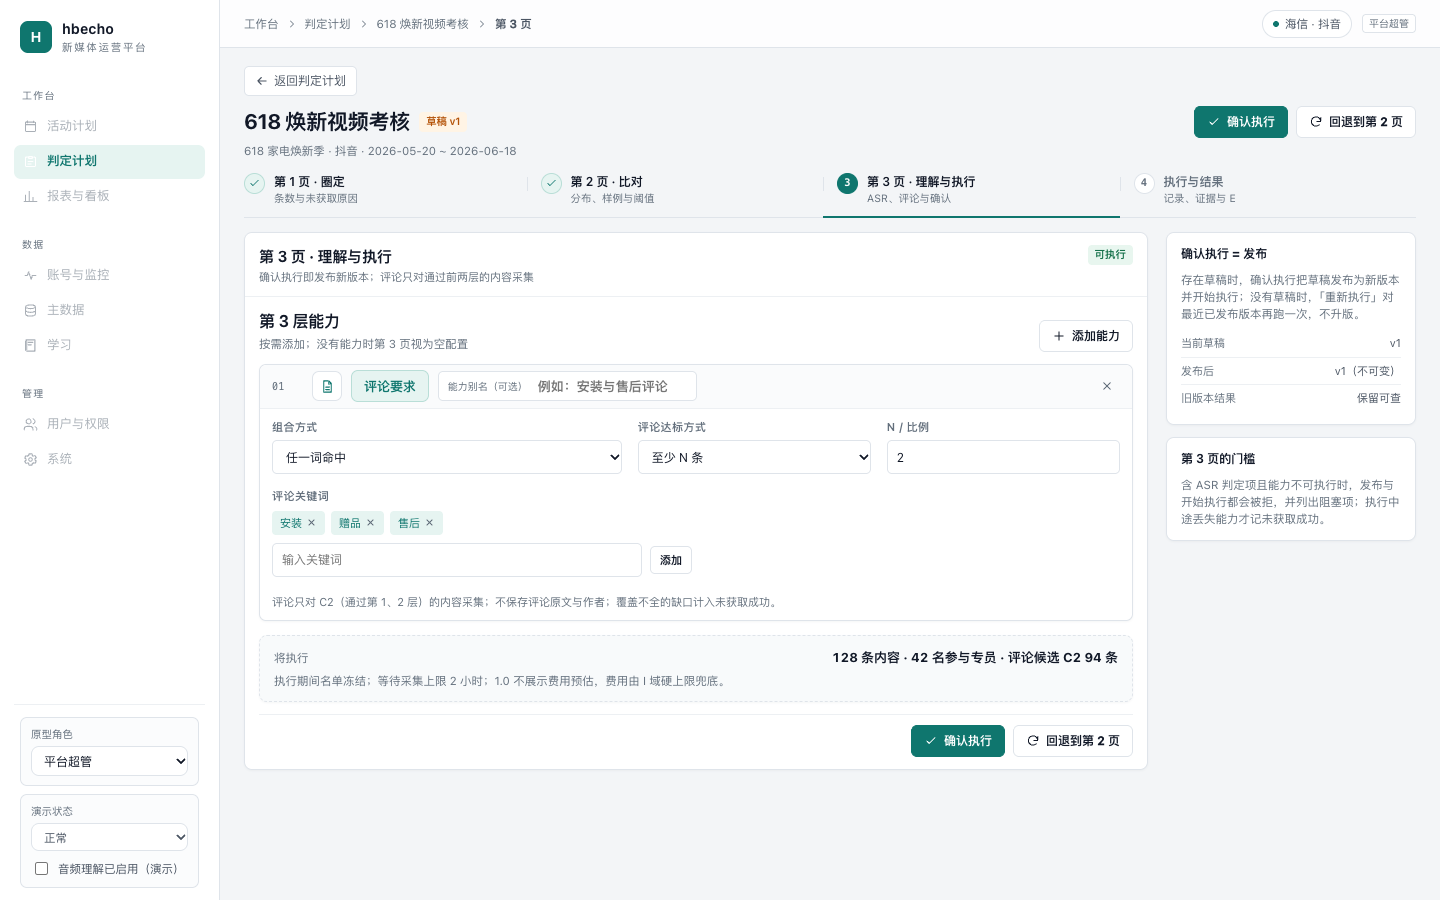 H
hbecho
新媒体运营平台
工作台
活动计划
判定计划
报表与看板
数据
账号与监控
主数据
学习
管理
用户与权限
系统
原型角色
平台超管
演示状态
正常
音频理解已启用（演示）
工作台 > 判定计划 > 618 焕新视频考核 > 第 3 页
海信 · 抖音
平台超管
← 返回判定计划
618 焕新视频考核 草稿 v1
确认执行 回退到第 2 页
618 家电焕新季 · 抖音 · 2026-05-20 ~ 2026-06-18
第 1 页 · 圈定
条数与未获取原因
第 2 页 · 比对
分布、样例与阈值
3 第 3 页 · 理解与执行
ASR、评论与确认
4 执行与结果
记录、证据与 E
第 3 页 · 理解与执行
可执行
确认执行即发布新版本；评论只对通过前两层的内容采集
第 3 层能力
按需添加；没有能力时第 3 页视为空配置
+ 添加能力
01 评论要求 能力别名（可选） 例如：安装与售后评论 ×
组合方式 评论达标方式 N / 比例
任一词命中 至少 N 条 2
评论关键词
安装 × 赠品 × 售后 ×
输入关键词 添加
评论只对 C2（通过第 1、2 层）的内容采集；不保存评论原文与作者；覆盖不全的缺口计入未获取成功。
将执行 128 条内容 · 42 名参与专员 · 评论候选 C2 94 条
执行期间名单冻结；等待采集上限 2 小时；1.0 不展示费用预估，费用由 I 域硬上限兜底。
确认执行 回退到第 2 页
确认执行 = 发布
存在草稿时，确认执行把草稿发布为新版本
并开始执行；没有草稿时，「重新执行」对
最近已发布版本再跑一次，不升版。
当前草稿 v1
发布后 v1（不可变）
旧版本结果 保留可查
第 3 页的门槛
含 ASR 判定项且能力不可执行时，发布与
开始执行都会被拒，并列出阻塞项；执行中
途丢失能力才记未获取成功。